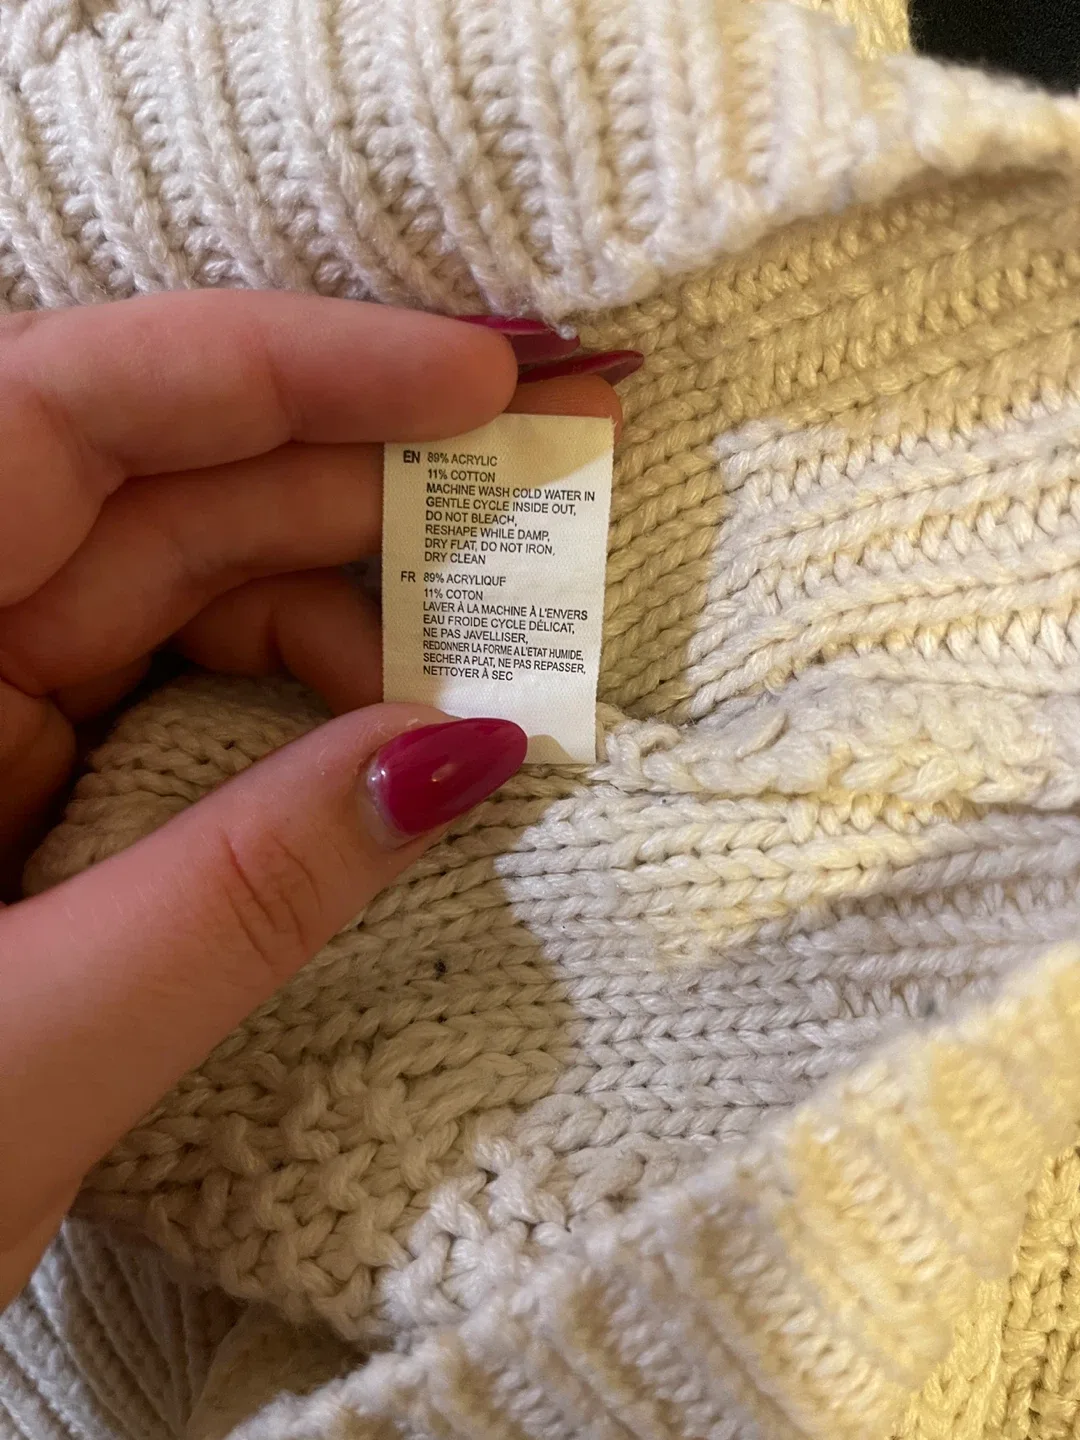 EN 89% ACRYLIC
11% COTTON
MACHINE WASH COLD WATER IN
GENTLE CYCLE INSIDE OUT,
DO NOT BLEACH,
RESHAPE WHILE DAMP,
DRY FLAT, DO NOT IRON,
DRY CLEAN
FR 89% ACRYLIQUE
11% COTON
LAVER À LA MACHINE À L'ENVERS
EAU FROIDE CYCLE DÉLICAT,
NE PAS JAVELLISER,
REDONNER LA FORME A L'ETAT HUMIDE,
SECHER A PLAT, NE PAS REPASSER,
NETTOYER À SEC